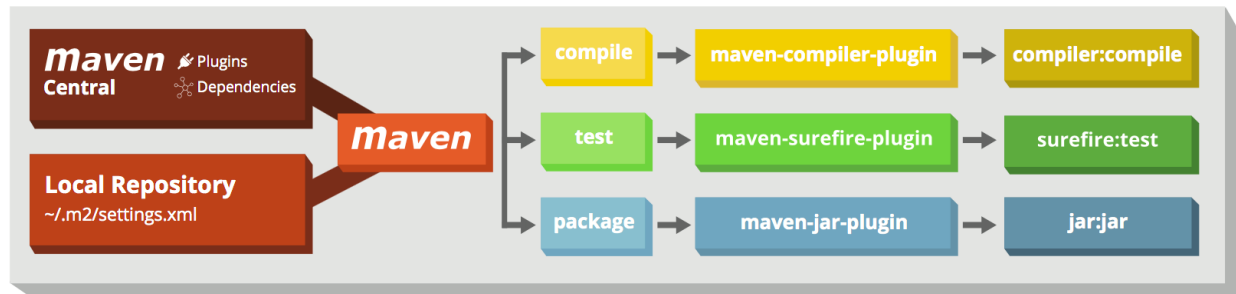 maven
Plugins
Central
Dependencies
Local Repository
~/.m2/settings.xml
maven
compile
maven-compiler-plugin
compiler:compile
test
maven-surefire-plugin
surefire:test
package
maven-jar-plugin
jar:jar